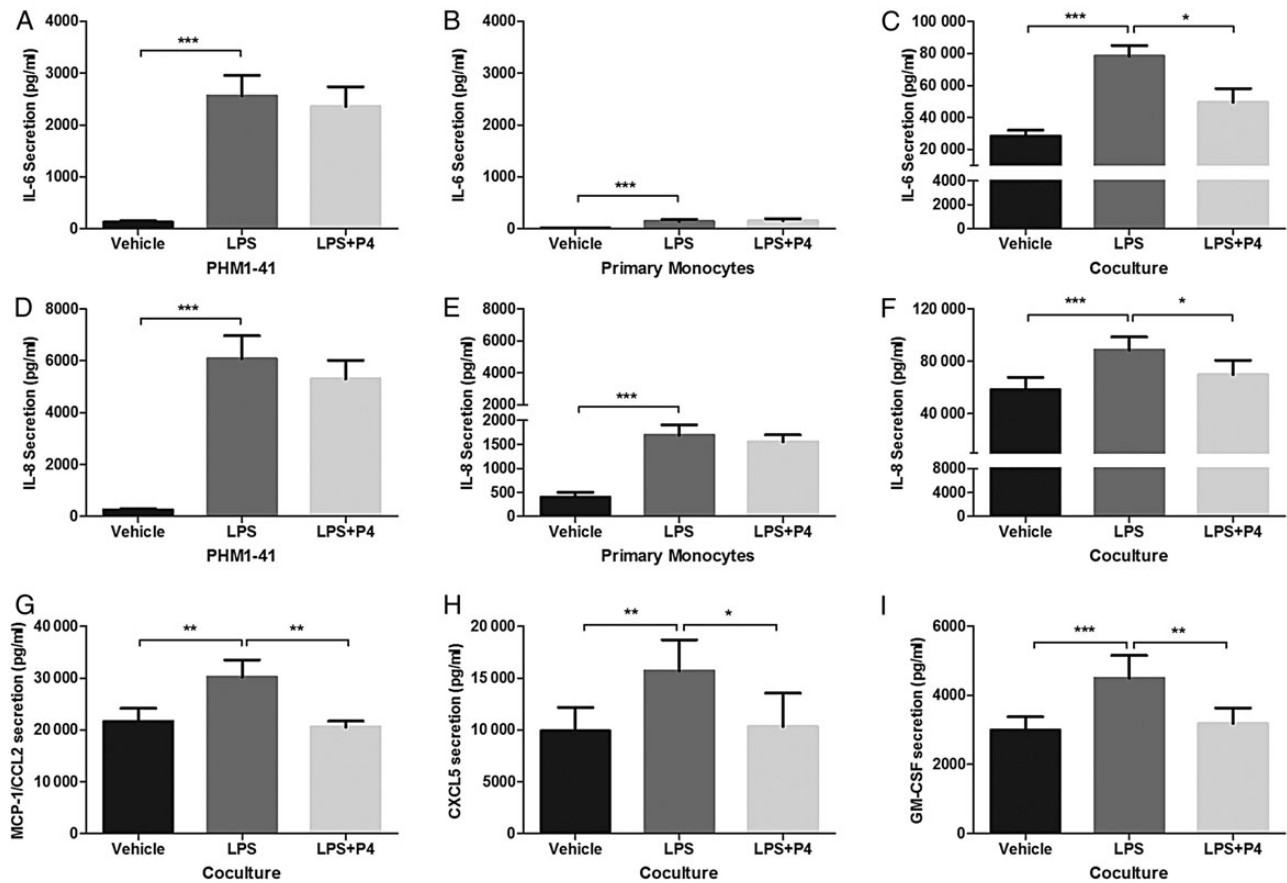 A
IL-6 Secretion (pg/ml)
4000
3000
2000
1000
0
***
Vehicle LPS LPS+P4
PHM1-41
B
IL-6 Secretion (pg/ml)
4000
3000
2000
1000
0
***
Vehicle LPS LPS+P4
Primary Monocytes
C
IL-6 Secretion (pg/ml)
100 000
80 000
60 000
40 000
20 000
4000
2000
0
*** *
Vehicle LPS LPS+P4
Coculture
D
IL-8 Secretion (pg/ml)
8000
6000
4000
2000
0
***
Vehicle LPS LPS+P4
PHM1-41
E
IL-8 Secretion (pg/ml)
8000
6000
4000
2000
2000
1500
1000
500
0
***
Vehicle LPS LPS+P4
Primary Monocytes
F
IL-8 Secretion (pg/ml)
120 000
80 000
40 000
8000
4000
0
*** *
Vehicle LPS LPS+P4
Coculture
G
MCP-1/CCL2 secretion (pg/ml)
40 000
30 000
20 000
10 000
0
** **
Vehicle LPS LPS+P4
Coculture
H
CXCL5 secretion (pg/ml)
20 000
15 000
10 000
5000
0
** *
Vehicle LPS LPS+P4
Coculture
I
GM-CSF secretion (pg/ml)
6000
4000
2000
0
*** **
Vehicle LPS LPS+P4
Coculture